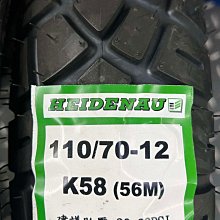 HEIDENAU
110/70-12
K58 (56M)